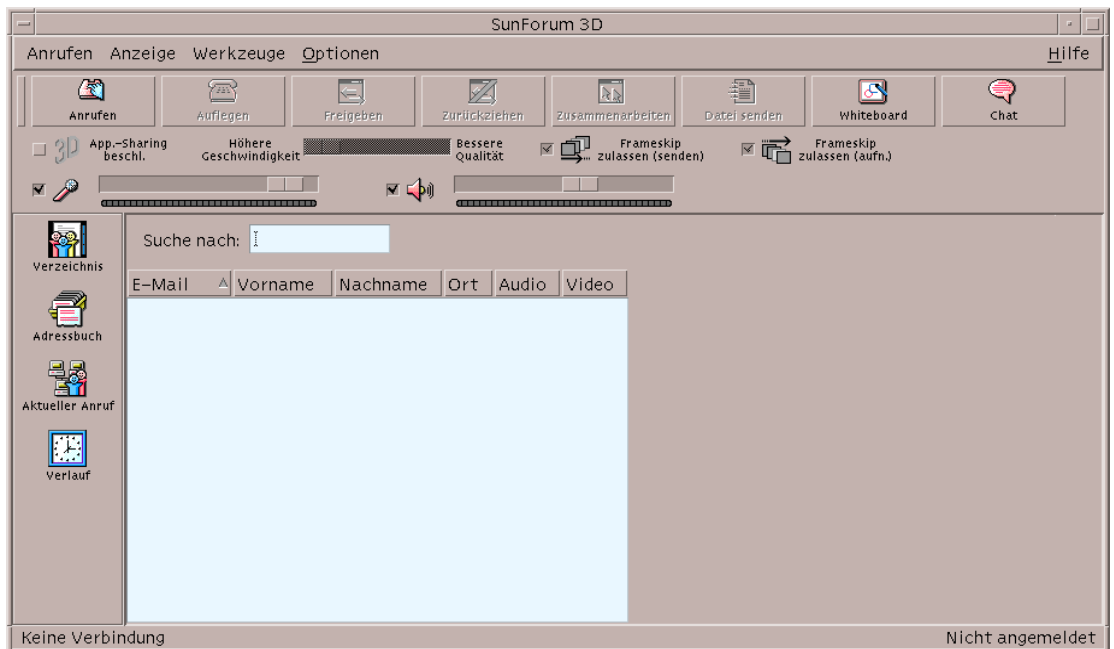 SunForum 3D
Anrufen Anzeige Werkzeuge Optionen Hilfe
Anrufen Auflegen Freigeben Zurückziehen Zusammenarbeiten Datei senden Whiteboard Chat
3D App.-Sharing beschl.
Höhere Geschwindigkeit
Bessere Qualität
Frameskip zulassen (senden)
Frameskip zulassen (aufn.)
Verzeichnis
Adressbuch
Aktueller Anruf
Verlauf
Suche nach:
E-Mail Vorname Nachname Ort Audio Video
Keine Verbindung Nicht angemeldet